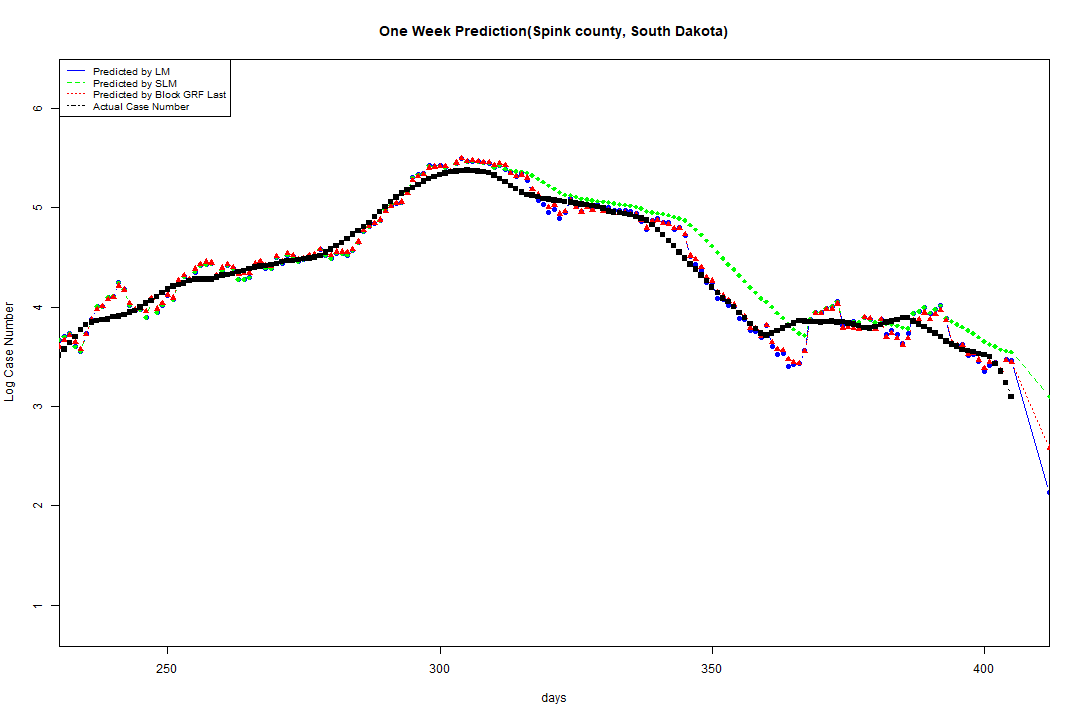 One Week Prediction(Spink county, South Dakota)
Predicted by LM
Predicted by SLM
Predicted by Block GRF Last
Actual Case Number
6
5
4
3
2
1
Log Case Number
250 300 350 400
days